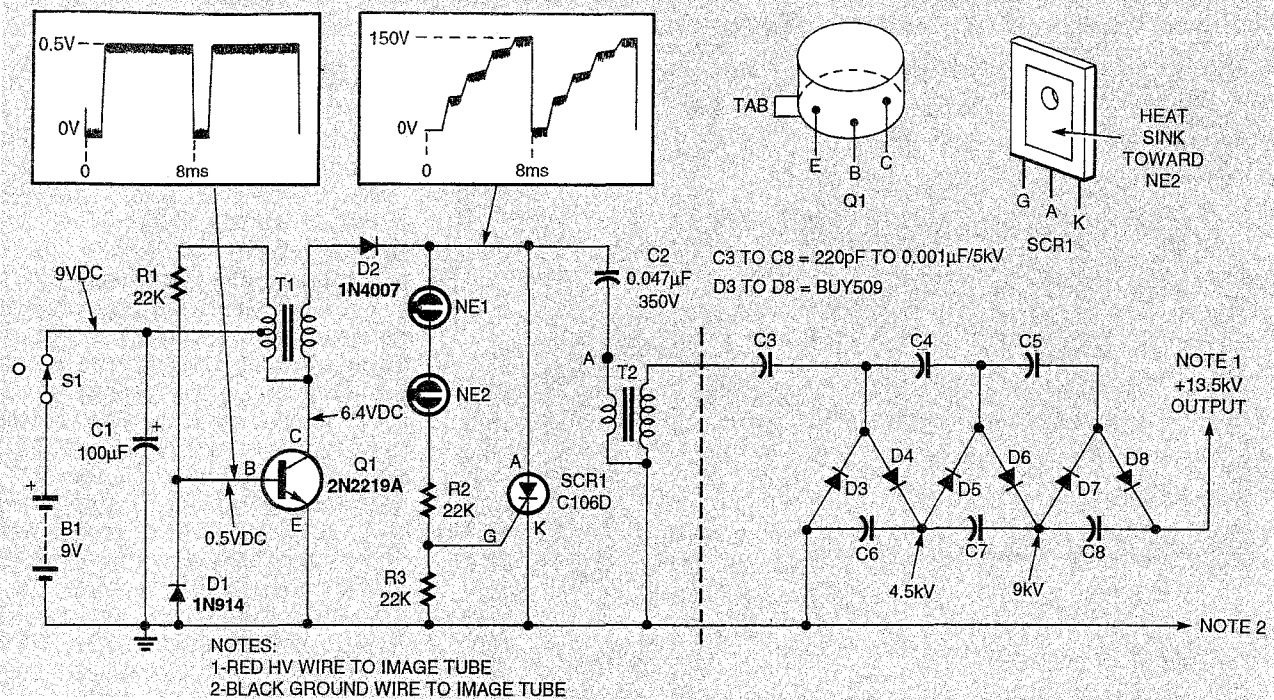 0.5V
0V
0
8ms
150V
0V
0
8ms
TAB
E
B
C
Q1
HEAT
SINK
TOWARD
NE2
G
A
K
SCR1
9VDC
R1
22K
T1
D2
1N4007
NE1
C2
0.047µF
350V
C3 TO C8 = 220pF TO 0.001µF/5kV
D3 TO D8 = BUY509
S1
NE2
A
T2
C3
C4
C5
NOTE 1
+13.5kV
OUTPUT
6.4VDC
C1
100µF
+
C
B
Q1
2N2219A
E
A
SCR1
C106D
K
G
R2
22K
D3
D4
D5
D6
D7
D8
+
B1
9V
0.5VDC
D1
1N914
R3
22K
C6
C7
C8
4.5kV
9kV
NOTE 2
NOTES:
1-RED HV WIRE TO IMAGE TUBE
2-BLACK GROUND WIRE TO IMAGE TUBE